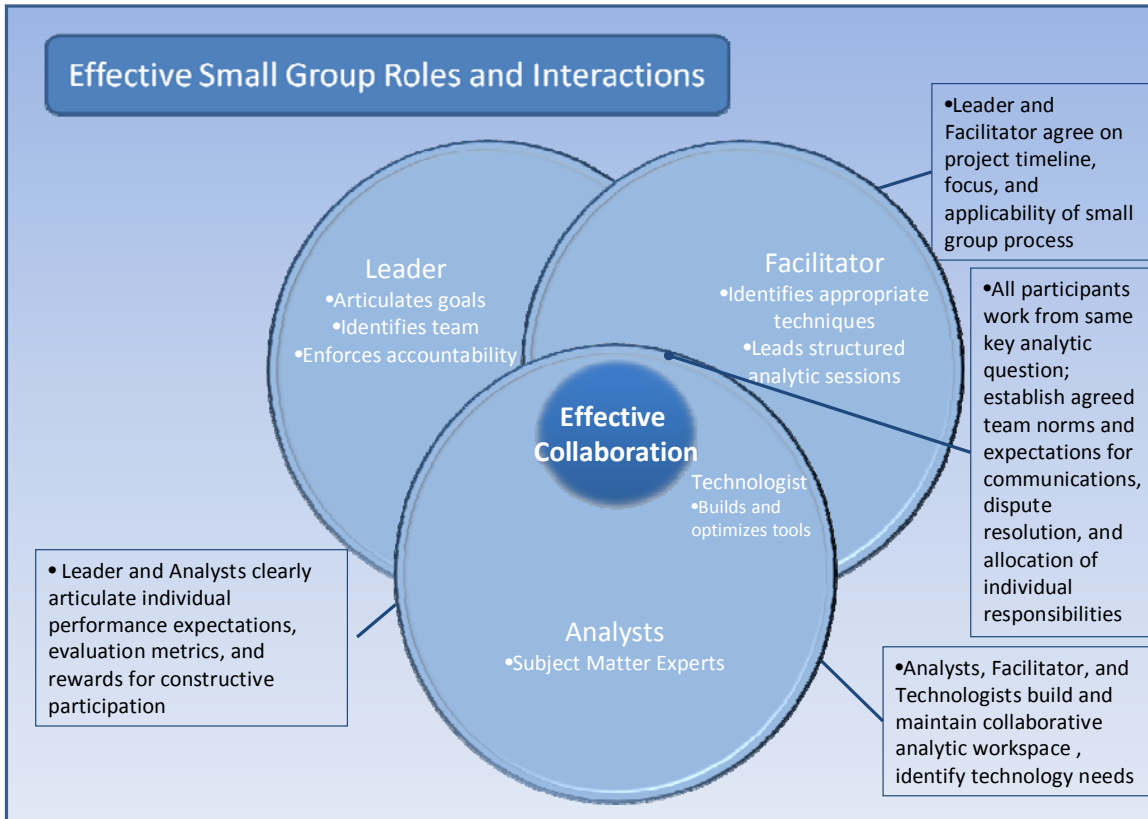 Effective Small Group Roles and Interactions
•Leader and
Facilitator agree on
project timeline,
focus, and
applicability of small
group process
Leader
•Articulates goals
•Identifies team
•Enforces accountability
Facilitator
•Identifies appropriate
techniques
•Leads structured
analytic sessions
•All participants
work from same
key analytic
question;
establish agreed
team norms and
expectations for
communications,
dispute
resolution, and
allocation of
individual
responsibilities
Effective
Collaboration
Technologist
•Builds and
optimizes tools
• Leader and Analysts clearly
articulate individual
performance expectations,
evaluation metrics, and
rewards for constructive
participation
Analysts
•Subject Matter Experts
•Analysts, Facilitator, and
Technologists build and
maintain collaborative
analytic workspace ,
identify technology needs